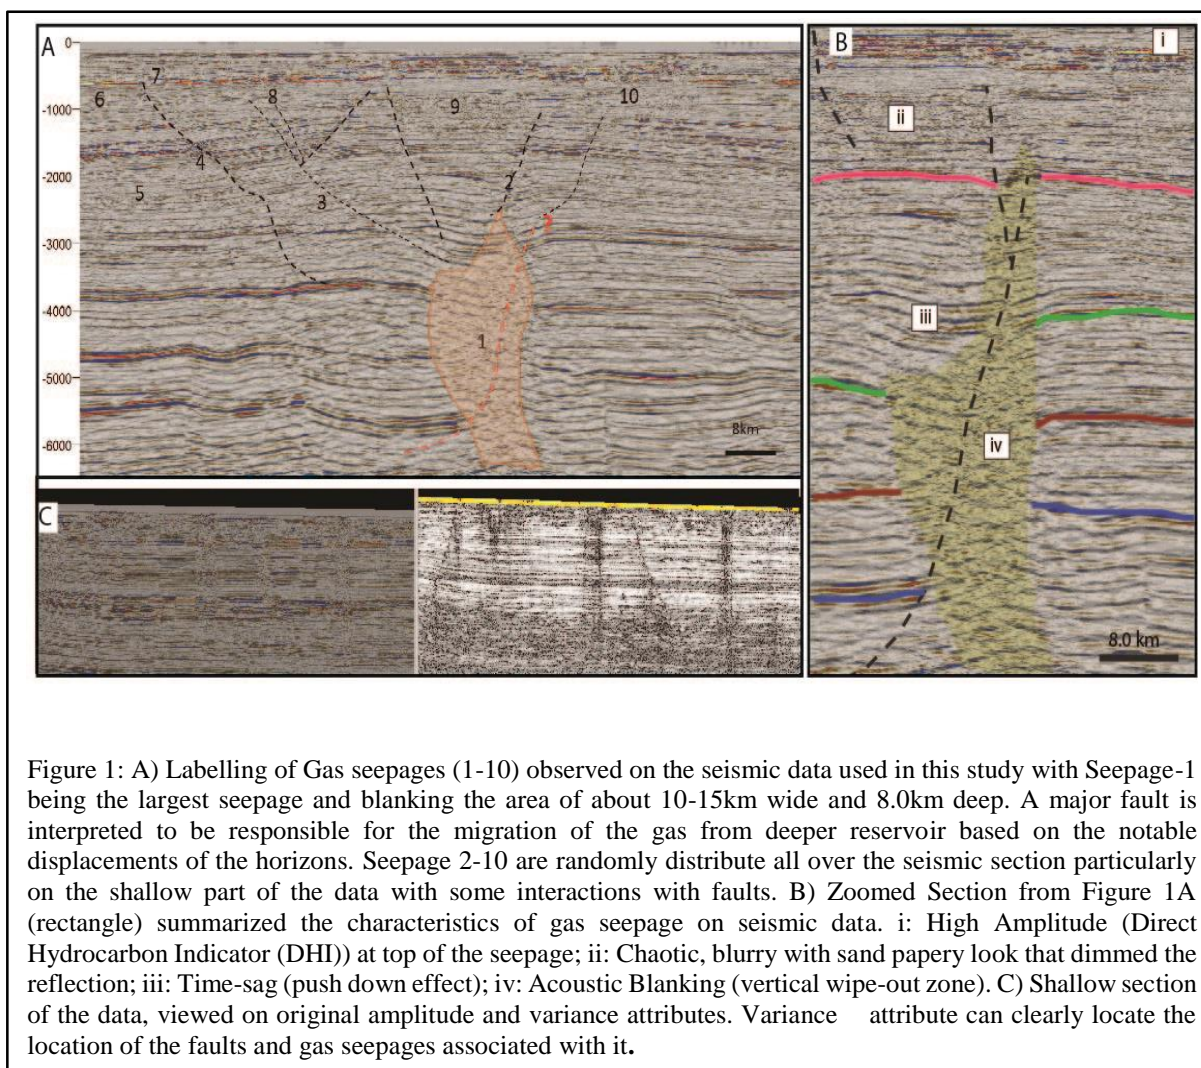 A
B
i
0
7
8
6
9
10
-1000
ii
4
-2000
5
2
3
-3000
iii
-4000
1
-5000
iv
8km
-6000
C
8.0 km
Figure 1: A) Labelling of Gas seepages (1-10) observed on the seismic data used in this study with Seepage-1
being the largest seepage and blanking the area of about 10-15km wide and 8.0km deep. A major fault is
interpreted to be responsible for the migration of the gas from deeper reservoir based on the notable
displacements of the horizons. Seepage 2-10 are randomly distribute all over the seismic section particularly
on the shallow part of the data with some interactions with faults. B) Zoomed Section from Figure 1A
(rectangle) summarized the characteristics of gas seepage on seismic data. i: High Amplitude (Direct
Hydrocarbon Indicator (DHI)) at top of the seepage; ii: Chaotic, blurry with sand papery look that dimmed the
reflection; iii: Time-sag (push down effect); iv: Acoustic Blanking (vertical wipe-out zone). C) Shallow section
of the data, viewed on original amplitude and variance attributes. Variance attribute can clearly locate the
location of the faults and gas seepages associated with it.